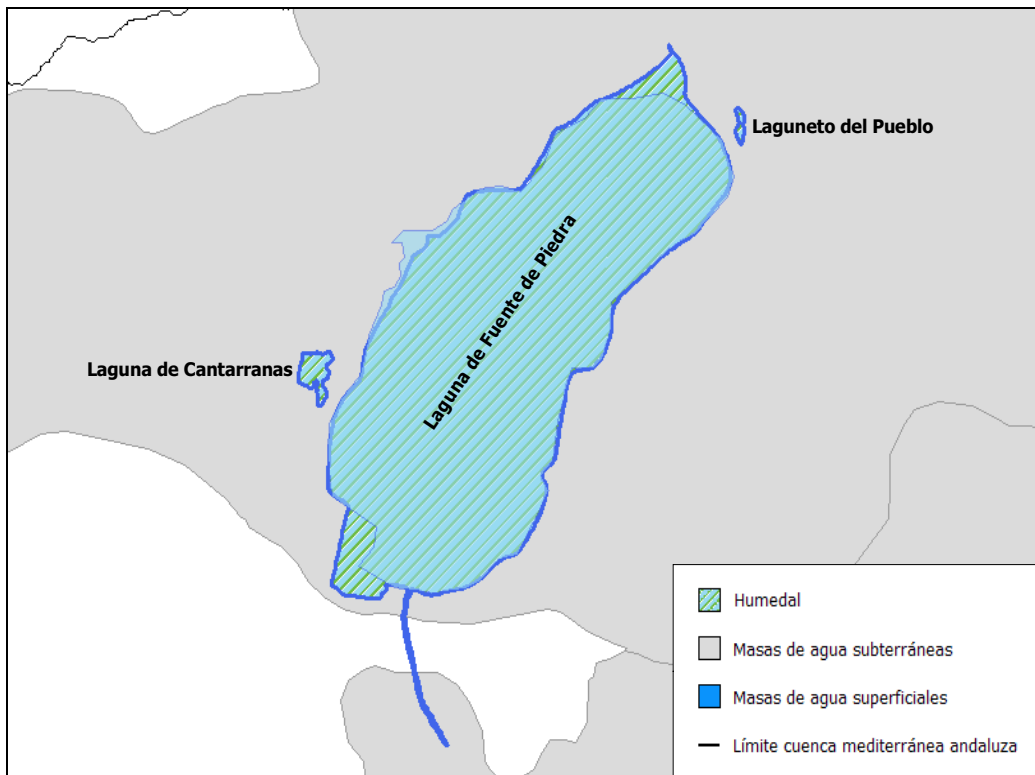 Laguneto del Pueblo
Laguna de Fuente de Piedra
Laguna de Cantarranas
Humedal
Masas de agua subterráneas
Masas de agua superficiales
Límite cuenca mediterránea andaluza